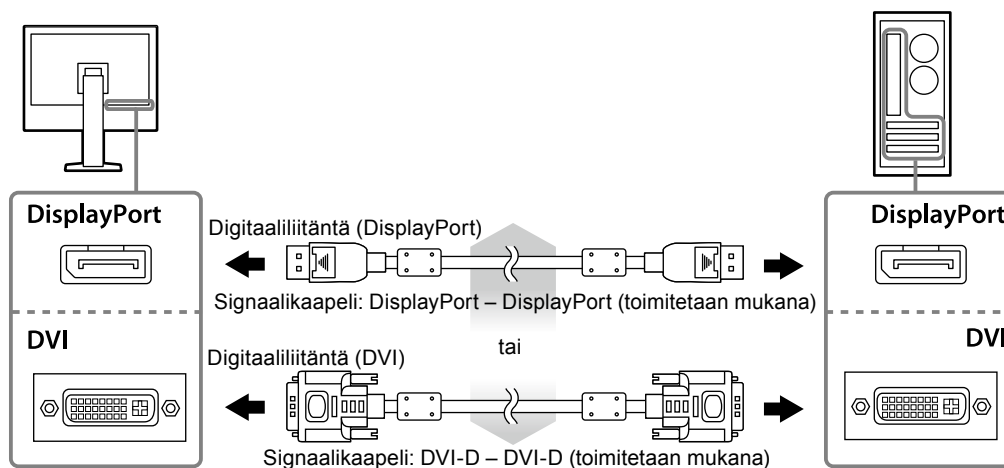 DisplayPort
Digitaaliliitäntä (DisplayPort)
DisplayPort
Signaalikaapeli: DisplayPort – DisplayPort (toimitetaan mukana)
DVI
tai
DVI
Digitaaliliitäntä (DVI)
Signaalikaapeli: DVI-D – DVI-D (toimitetaan mukana)